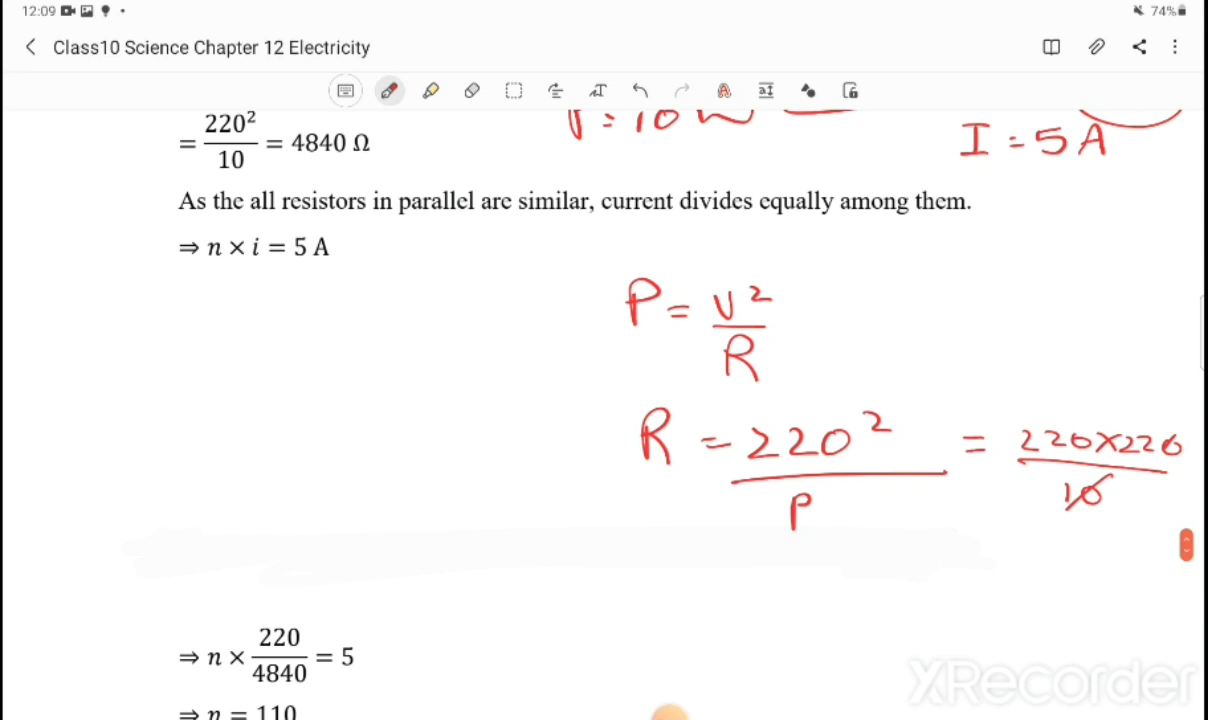 12:09
74%
Class10 Science Chapter 12 Electricity
= 220² / 10 = 4840 Ω
I = 5 A
As the all resistors in parallel are similar, current divides equally among them.
⇒ n × i = 5 A
P = V² / R
R = 220² / P = 220×220 / 10
⇒ n × 220 / 4840 = 5
⇒ n = 110
XRecorder